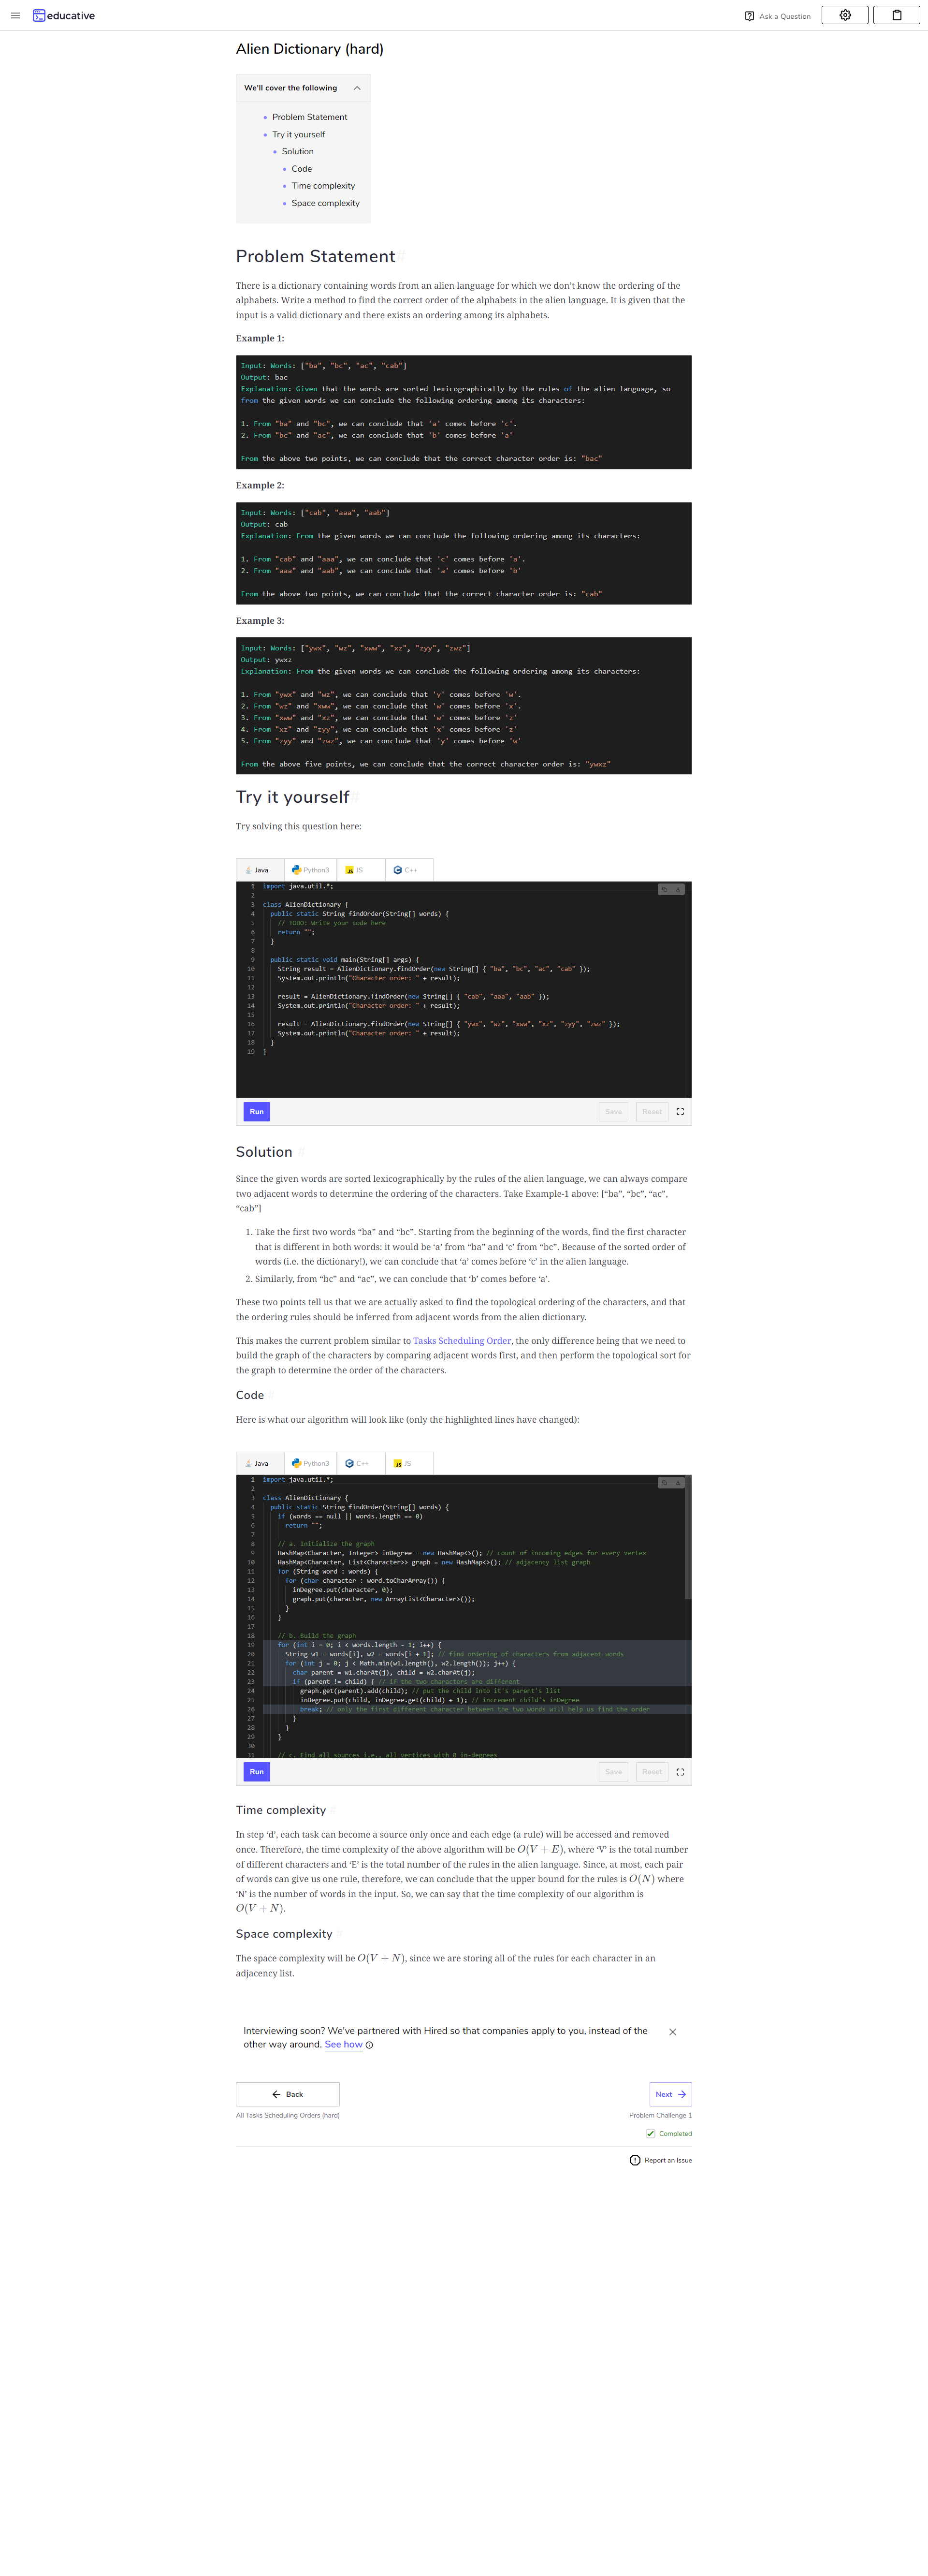 educative
Ask a Question
Alien Dictionary (hard)
We'll cover the following
Problem Statement
Try it yourself
Solution
Code
Time complexity
Space complexity
Problem Statement#
There is a dictionary containing words from an alien language for which we don’t know the ordering of the
alphabets. Write a method to find the correct order of the alphabets in the alien language. It is given that the
input is a valid dictionary and there exists an ordering among its alphabets.
Example 1:
Input: Words: ["ba", "bc", "ac", "cab"]
Output: bac
Explanation: Given that the words are sorted lexicographically by the rules of the alien language, so
from the given words we can conclude the following ordering among its characters:
1. From "ba" and "bc", we can conclude that 'a' comes before 'c'.
2. From "bc" and "ac", we can conclude that 'b' comes before 'a'
From the above two points, we can conclude that the correct character order is: "bac"
Example 2:
Input: Words: ["cab", "aaa", "aab"]
Output: cab
Explanation: From the given words we can conclude the following ordering among its characters:
1. From "cab" and "aaa", we can conclude that 'c' comes before 'a'.
2. From "aaa" and "aab", we can conclude that 'a' comes before 'b'
From the above two points, we can conclude that the correct character order is: "cab"
Example 3:
Input: Words: ["ywx", "wz", "xww", "xz", "zyy", "zwz"]
Output: ywxz
Explanation: From the given words we can conclude the following ordering among its characters:
1. From "ywx" and "wz", we can conclude that 'y' comes before 'w'.
2. From "wz" and "xww", we can conclude that 'w' comes before 'x'.
3. From "xww" and "xz", we can conclude that 'w' comes before 'z'
4. From "xz" and "zyy", we can conclude that 'x' comes before 'z'
5. From "zyy" and "zwz", we can conclude that 'y' comes before 'w'
From the above five points, we can conclude that the correct character order is: "ywxz"
Try it yourself#
Try solving this question here:
Java Python3 JS C++
1 import java.util.*;
2
3 class AlienDictionary {
4 public static String findOrder(String[] words) {
5 // TODO: Write your code here
6 return "";
7 }
8
9 public static void main(String[] args) {
10 String result = AlienDictionary.findOrder(new String[] { "ba", "bc", "ac", "cab" });
11 System.out.println("Character order: " + result);
12
13 result = AlienDictionary.findOrder(new String[] { "cab", "aaa", "aab" });
14 System.out.println("Character order: " + result);
15
16 result = AlienDictionary.findOrder(new String[] { "ywx", "wz", "xww", "xz", "zyy", "zwz" });
17 System.out.println("Character order: " + result);
18 }
19 }
Run Save Reset
Solution #
Since the given words are sorted lexicographically by the rules of the alien language, we can always compare
two adjacent words to determine the ordering of the characters. Take Example-1 above: [“ba”, “bc”, “ac”,
“cab”]
1. Take the first two words “ba” and “bc”. Starting from the beginning of the words, find the first character
that is different in both words: it would be ‘a’ from “ba” and ‘c’ from “bc”. Because of the sorted order of
words (i.e. the dictionary!), we can conclude that ‘a’ comes before ‘c’ in the alien language.
2. Similarly, from “bc” and “ac”, we can conclude that ‘b’ comes before ‘a’.
These two points tell us that we are actually asked to find the topological ordering of the characters, and that
the ordering rules should be inferred from adjacent words from the alien dictionary.
This makes the current problem similar to Tasks Scheduling Order, the only difference being that we need to
build the graph of the characters by comparing adjacent words first, and then perform the topological sort for
the graph to determine the order of the characters.
Code #
Here is what our algorithm will look like (only the highlighted lines have changed):
Java Python3 C++ JS
1 import java.util.*;
2
3 class AlienDictionary {
4 public static String findOrder(String[] words) {
5 if (words == null || words.length == 0)
6 return "";
7
8 // a. Initialize the graph
9 HashMap<Character, Integer> inDegree = new HashMap<>(); // count of incoming edges for every vertex
10 HashMap<Character, List<Character>> graph = new HashMap<>(); // adjacency list graph
11 for (String word : words) {
12 for (char character : word.toCharArray()) {
13 inDegree.put(character, 0);
14 graph.put(character, new ArrayList<Character>());
15 }
16 }
17
18 // b. Build the graph
19 for (int i = 0; i < words.length - 1; i++) {
20 String w1 = words[i], w2 = words[i + 1]; // find ordering of characters from adjacent words
21 for (int j = 0; j < Math.min(w1.length(), w2.length()); j++) {
22 char parent = w1.charAt(j), child = w2.charAt(j);
23 if (parent != child) { // if the two characters are different
24 graph.get(parent).add(child); // put the child into it's parent's list
25 inDegree.put(child, inDegree.get(child) + 1); // increment child's inDegree
26 break; // only the first different character between the two words will help us find the order
27 }
28 }
29 }
30
31 // c. Find all sources i.e., all vertices with 0 in-degrees
Run Save Reset
Time complexity #
In step ‘d’, each task can become a source only once and each edge (a rule) will be accessed and removed
once. Therefore, the time complexity of the above algorithm will be O(V + E), where ‘V’ is the total number
of different characters and ‘E’ is the total number of the rules in the alien language. Since, at most, each pair
of words can give us one rule, therefore, we can conclude that the upper bound for the rules is O(N) where
‘N’ is the number of words in the input. So, we can say that the time complexity of our algorithm is
O(V + N).
Space complexity #
The space complexity will be O(V + N), since we are storing all of the rules for each character in an
adjacency list.
Interviewing soon? We've partnered with Hired so that companies apply to you, instead of the
other way around. See how
Back Next
All Tasks Scheduling Orders (hard) Problem Challenge 1
Completed
Report an Issue